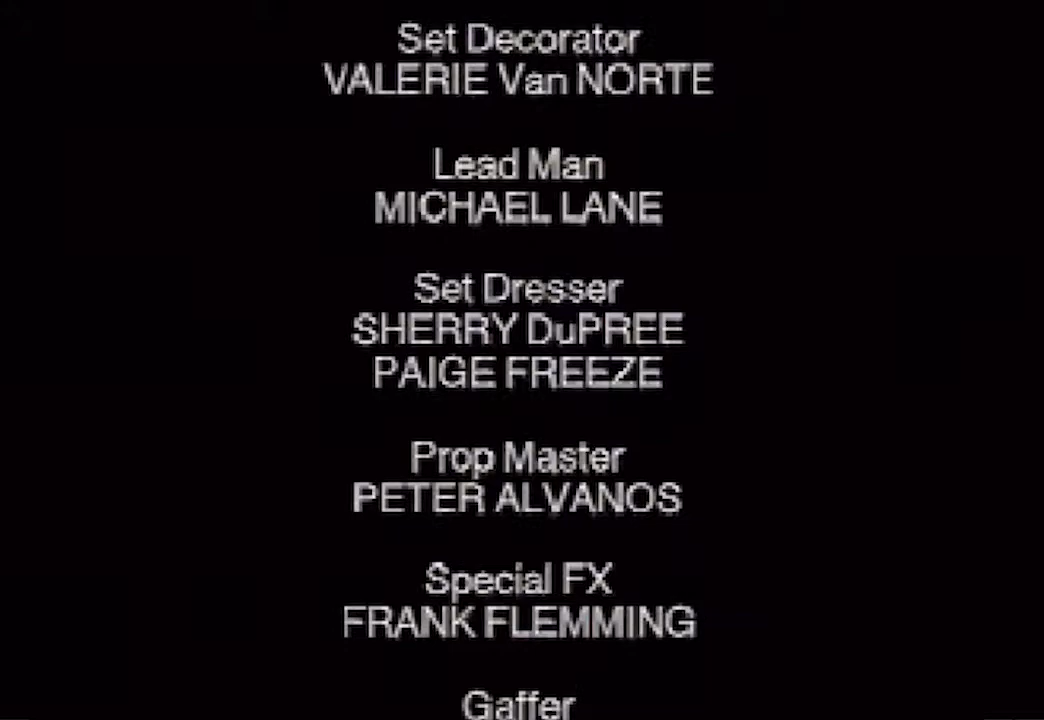 Set Decorator
VALERIE Van NORTE
Lead Man
MICHAEL LANE
Set Dresser
SHERRY DuPREE
PAIGE FREEZE
Prop Master
PETER ALVANOS
Special FX
FRANK FLEMMING
Gaffer